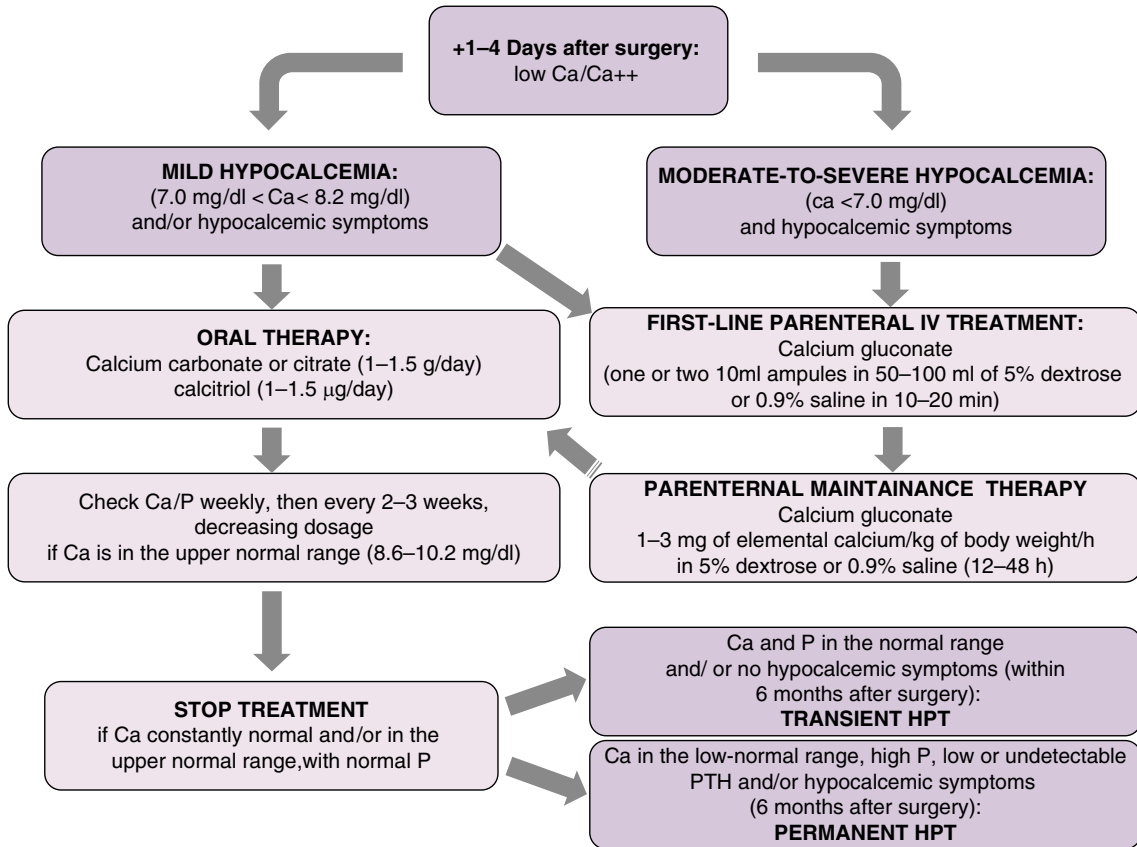 +1–4 Days after surgery:
low Ca/Ca++
MILD HYPOCALCEMIA:
(7.0 mg/dl < Ca< 8.2 mg/dl)
and/or hypocalcemic symptoms
MODERATE-TO-SEVERE HYPOCALCEMIA:
(ca <7.0 mg/dl)
and hypocalcemic symptoms
ORAL THERAPY:
Calcium carbonate or citrate (1–1.5 g/day)
calcitriol (1–1.5 μg/day)
FIRST-LINE PARENTERAL IV TREATMENT:
Calcium gluconate
(one or two 10ml ampules in 50–100 ml of 5% dextrose
or 0.9% saline in 10–20 min)
Check Ca/P weekly, then every 2–3 weeks,
decreasing dosage
if Ca is in the upper normal range (8.6–10.2 mg/dl)
PARENTERNAL MAINTAINANCE THERAPY
Calcium gluconate
1–3 mg of elemental calcium/kg of body weight/h
in 5% dextrose or 0.9% saline (12–48 h)
STOP TREATMENT
if Ca constantly normal and/or in the
upper normal range,with normal P
Ca and P in the normal range
and/ or no hypocalcemic symptoms (within
6 months after surgery):
TRANSIENT HPT
Ca in the low-normal range, high P, low or undetectable
PTH and/or hypocalcemic symptoms
(6 months after surgery):
PERMANENT HPT